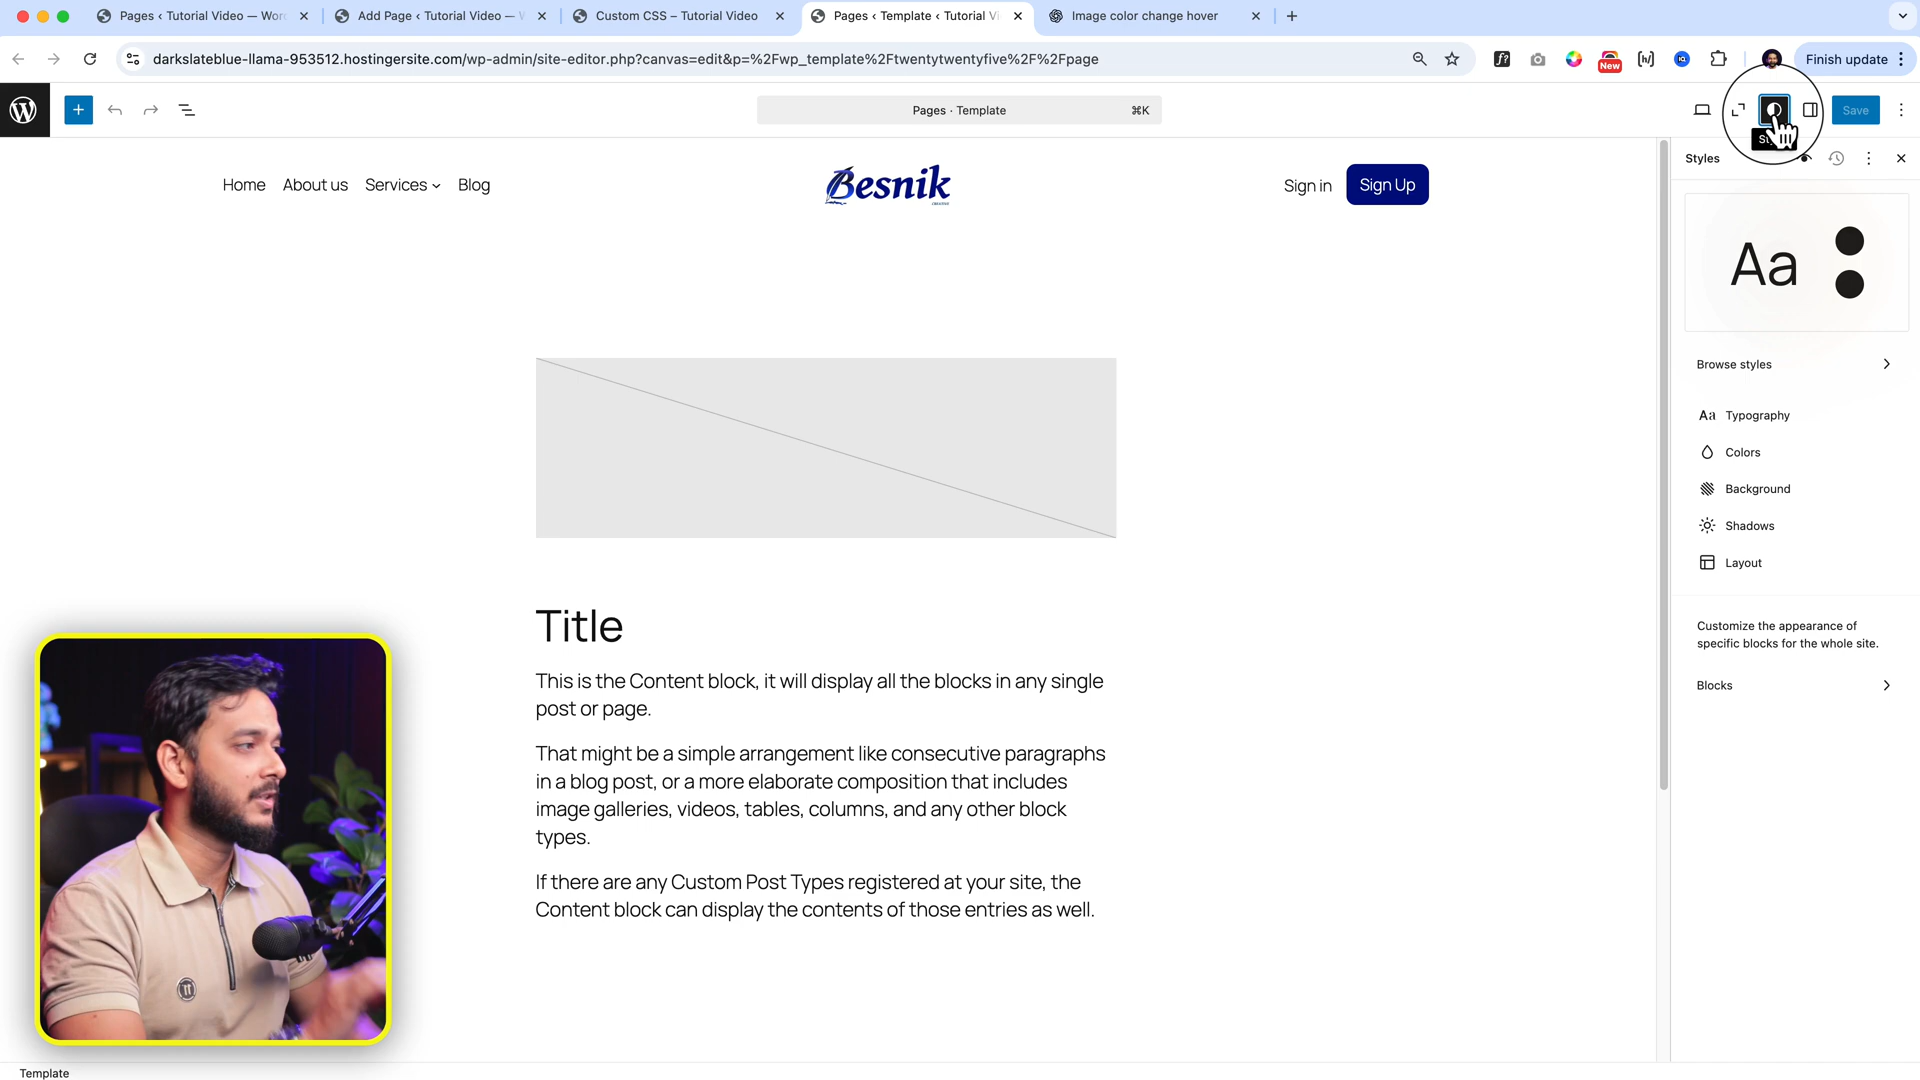 Pages ‹ Tutorial Video — Wor
Add Page ‹ Tutorial Video — V
Custom CSS – Tutorial Video
Pages ‹ Template ‹ Tutorial Vi
Image color change hover
darkslateblue-llama-953512.hostingersite.com/wp-admin/site-editor.php?canvas=edit&p=%2Fwp_template%2Ftwentytwentyfive%2F%2Fpage
New
Finish update
Pages · Template
⌘K
Save
Home
About us
Services
Blog
Besnik
Sign in
Sign Up
Styles
Aa
Browse styles
Aa Typography
Colors
Background
Shadows
Layout
Customize the appearance of
specific blocks for the whole site.
Blocks
Title
This is the Content block, it will display all the blocks in any single
post or page.
That might be a simple arrangement like consecutive paragraphs
in a blog post, or a more elaborate composition that includes
image galleries, videos, tables, columns, and any other block
types.
If there are any Custom Post Types registered at your site, the
Content block can display the contents of those entries as well.
Template